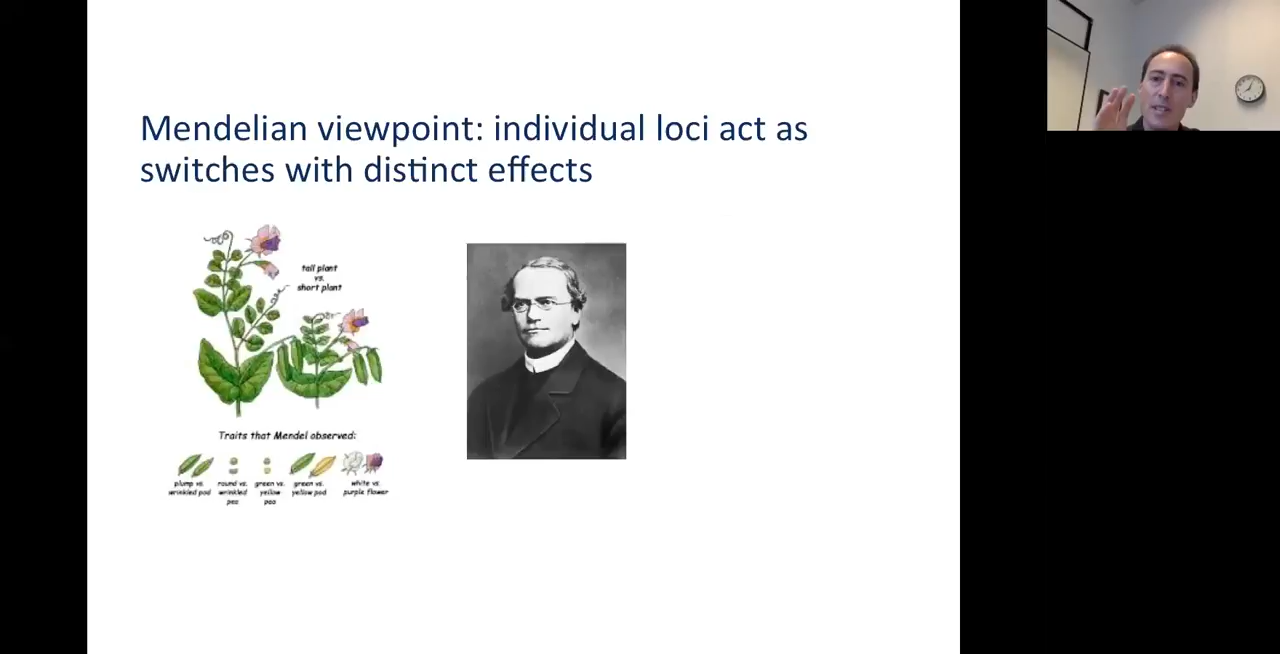 Mendelian viewpoint: individual loci act as
switches with distinct effects
tall plant
vs.
short plant
Traits that Mendel observed:
plump vs.
wrinkled pod
round vs.
wrinkled
pea
green vs.
yellow
pea
green vs.
yellow pod
white vs.
purple flower